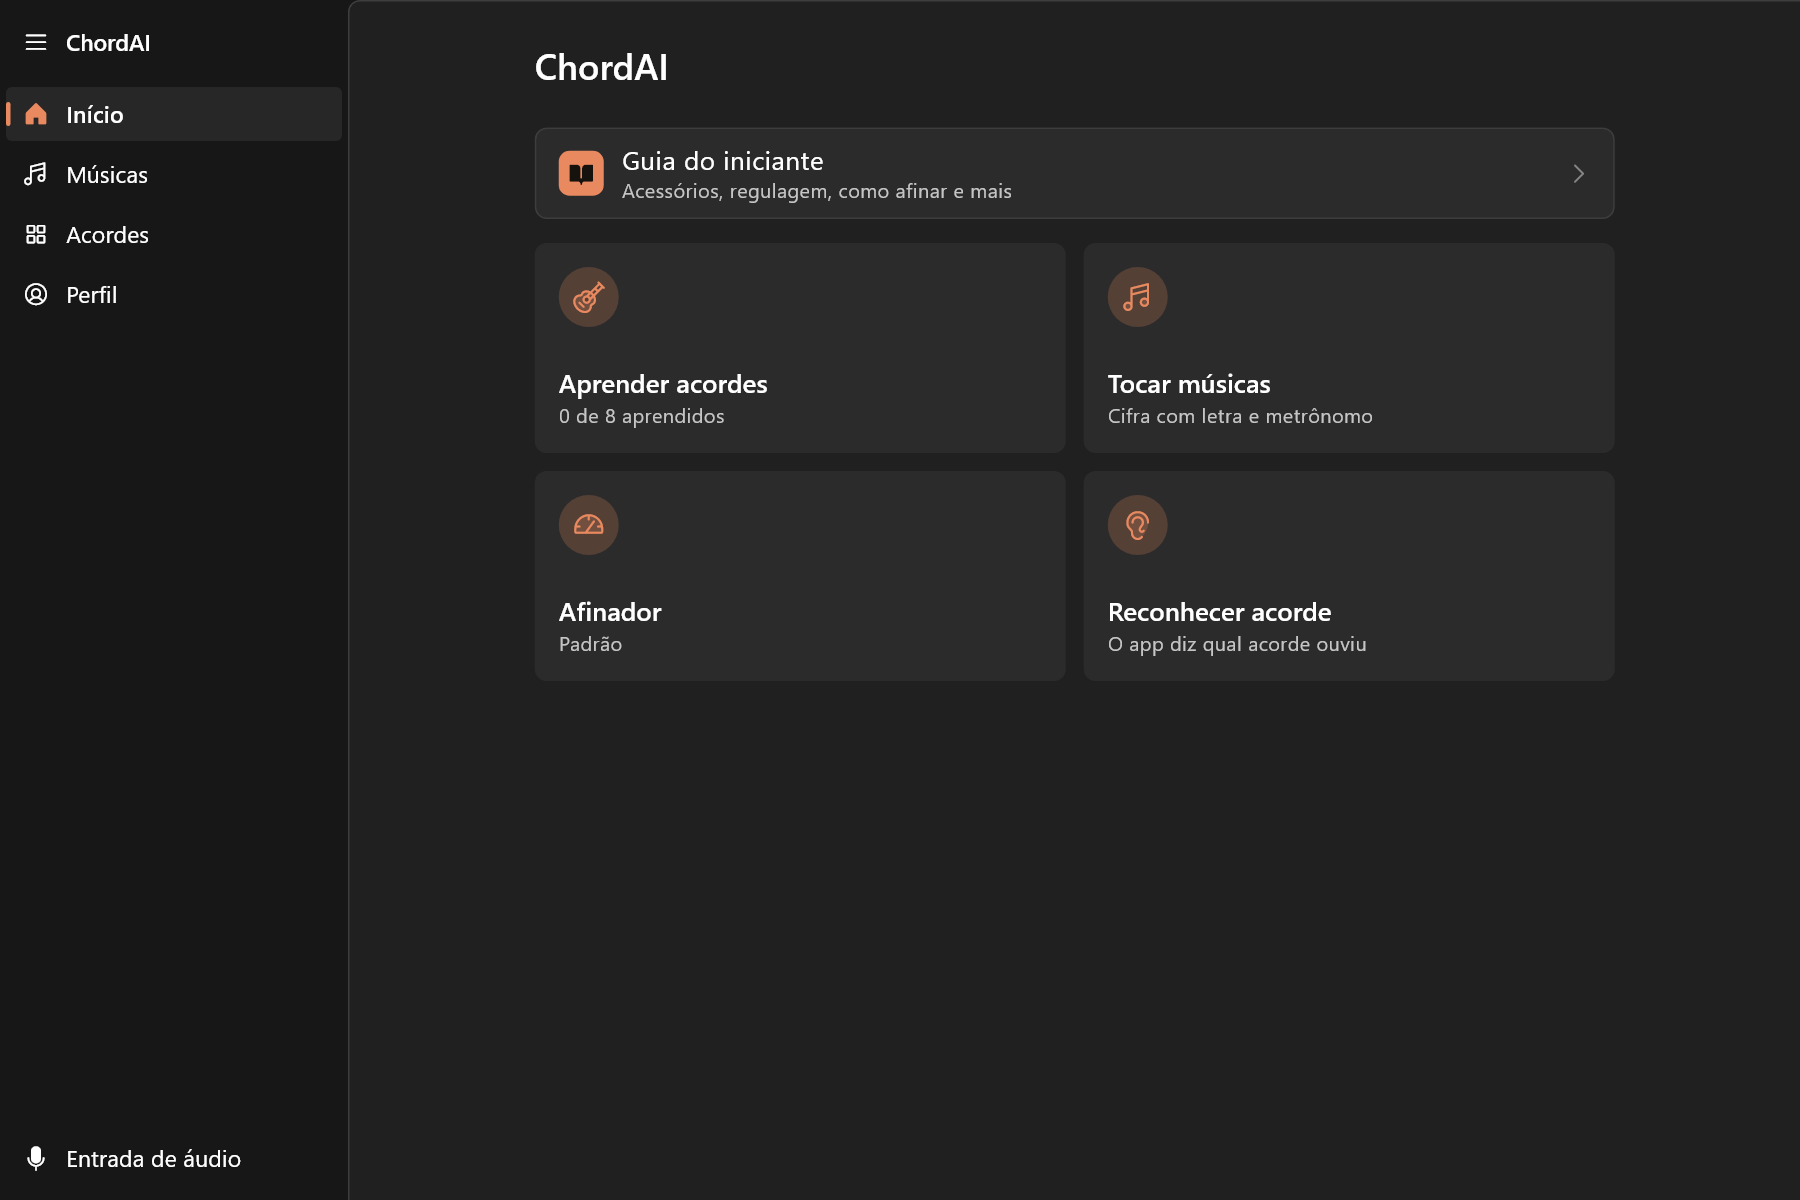 ChordAI
Início
Músicas
Acordes
Perfil
Entrada de áudio
ChordAI
Guia do iniciante
Acessórios, regulagem, como afinar e mais
Aprender acordes
0 de 8 aprendidos
Tocar músicas
Cifra com letra e metrônomo
Afinador
Padrão
Reconhecer acorde
O app diz qual acorde ouviu